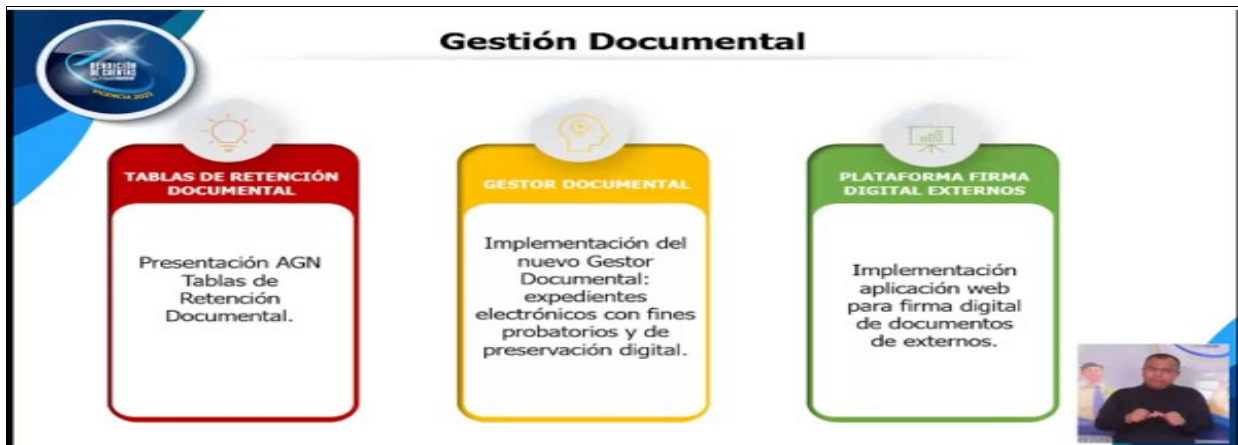 Gestión Documental
RENDICIÓN
DE CUENTAS
VIGENCIA 2021
TABLAS DE RETENCIÓN
DOCUMENTAL
Presentación AGN
Tablas de
Retención
Documental.
GESTOR DOCUMENTAL
Implementación del
nuevo Gestor
Documental:
expedientes
electrónicos con fines
probatorios y de
preservación digital.
PLATAFORMA FIRMA
DIGITAL EXTERNOS
Implementación
aplicación web
para firma digital
de documentos
de externos.